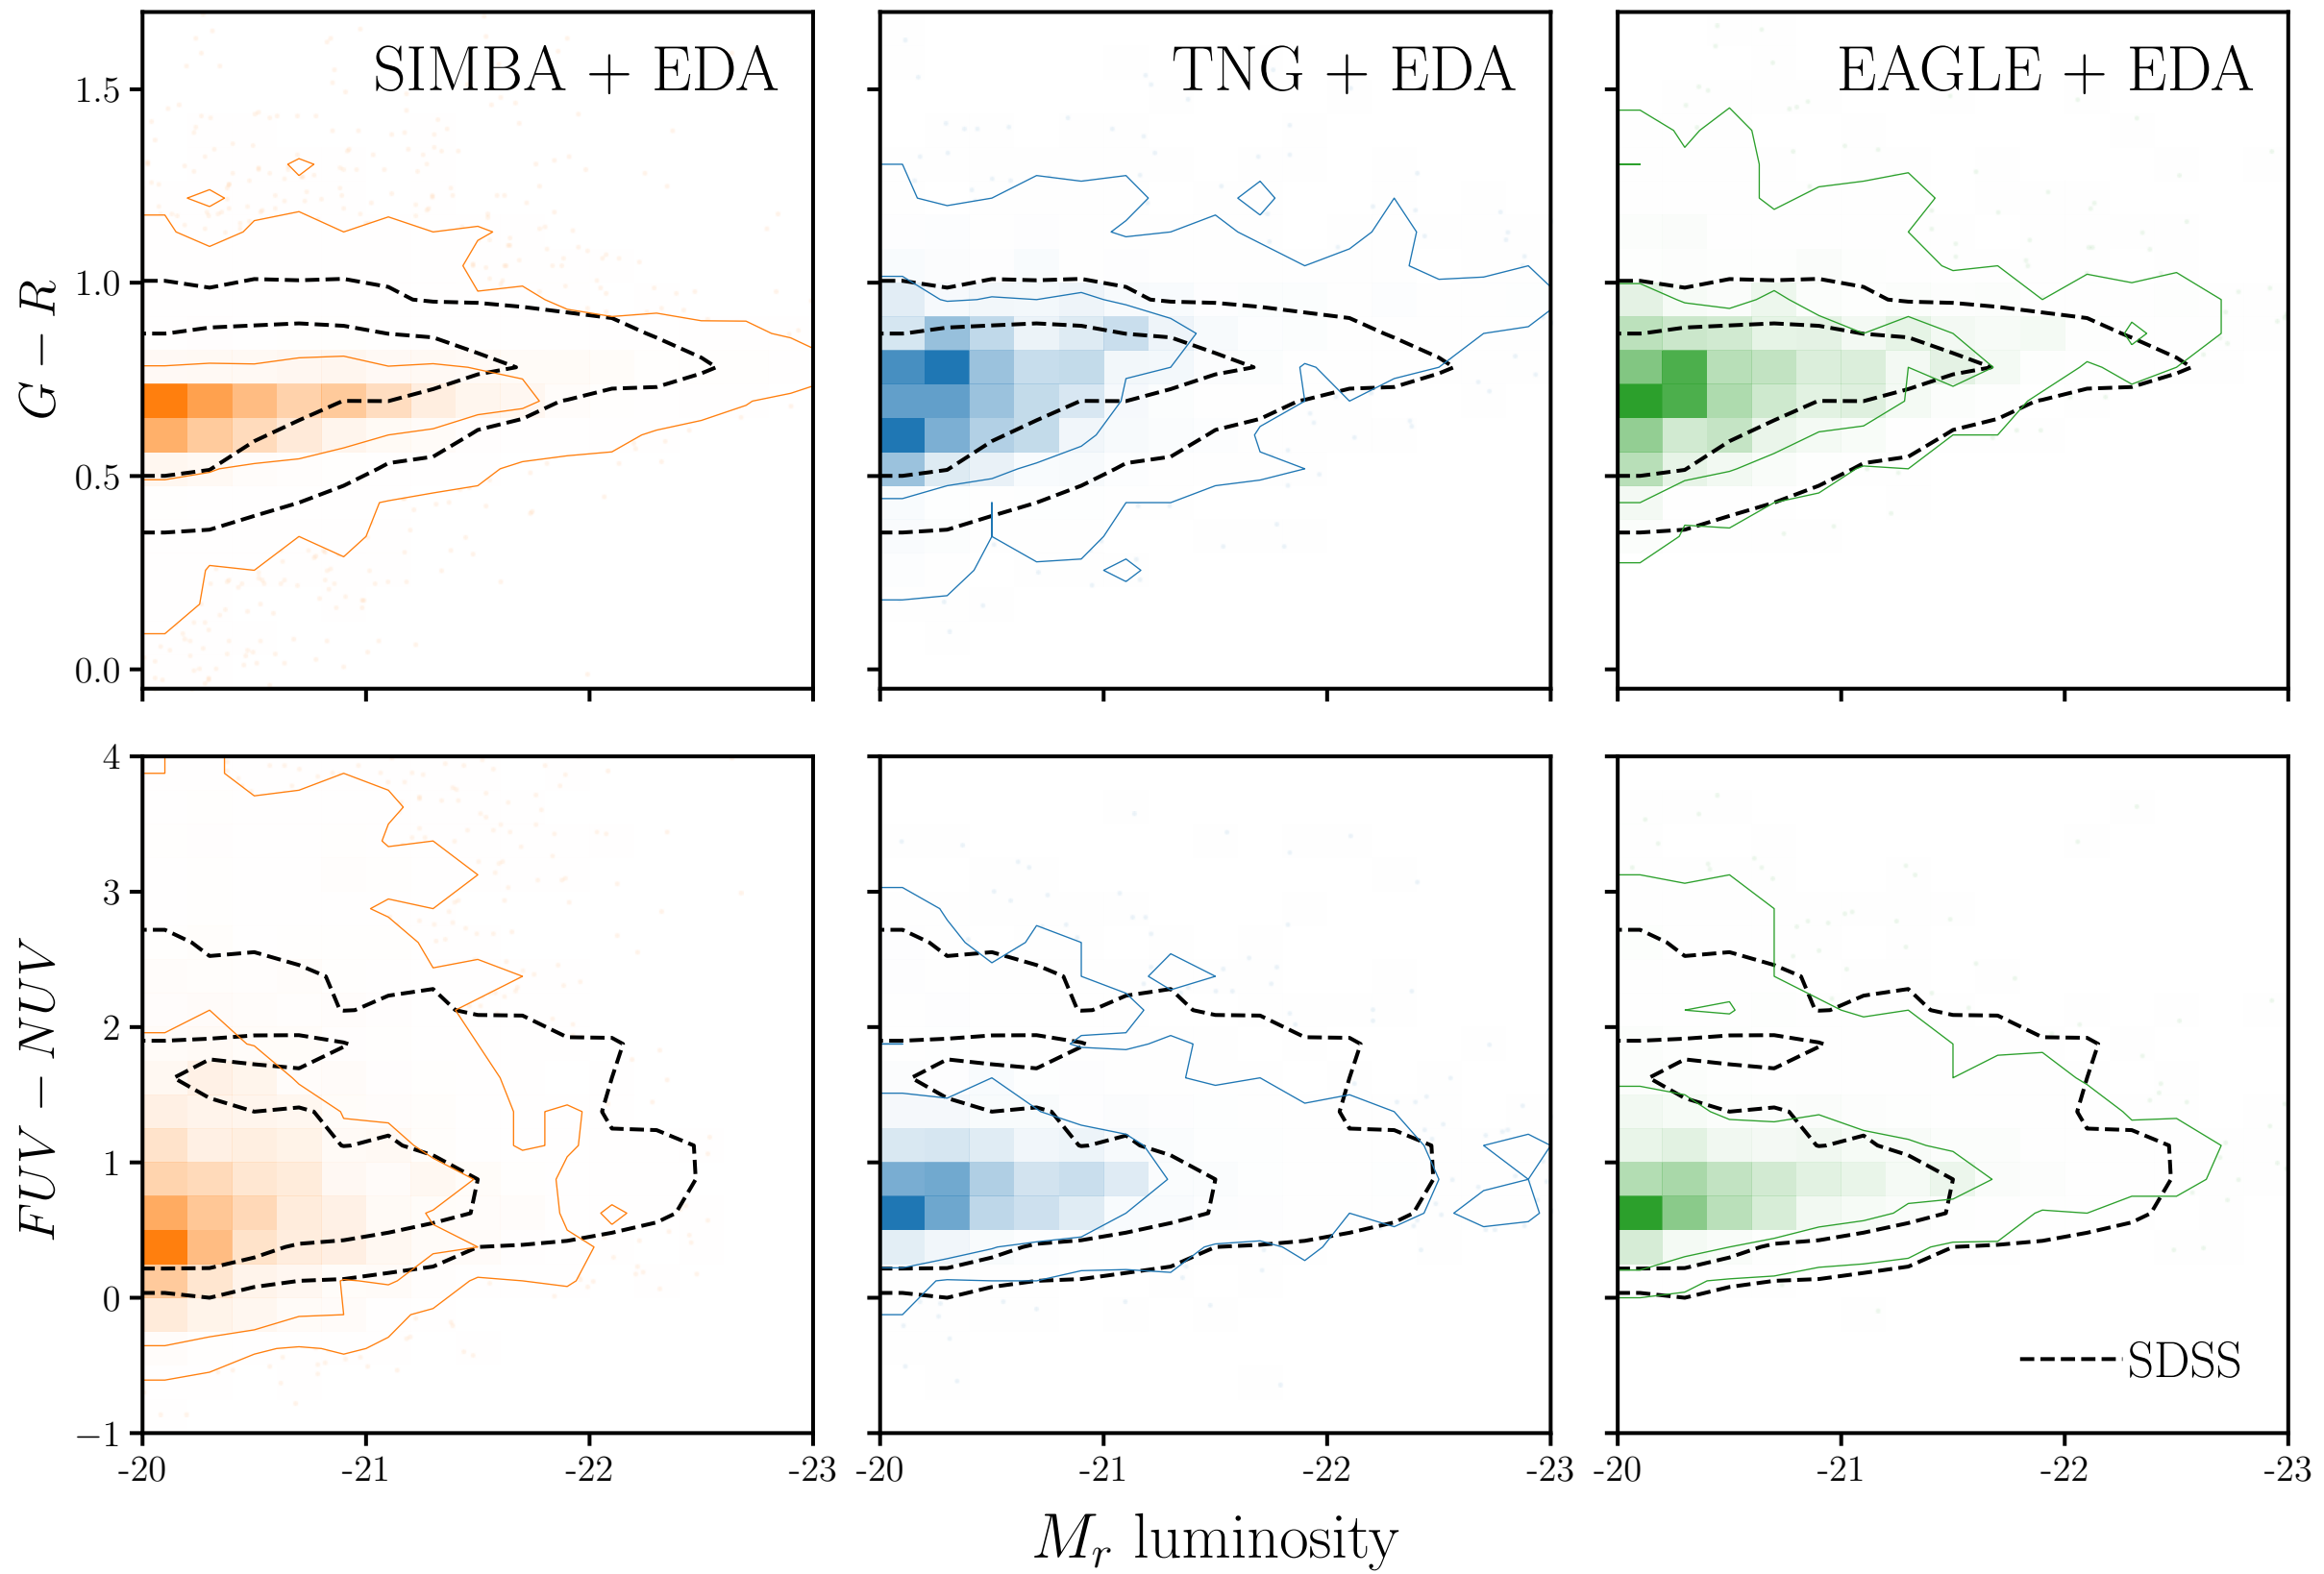 SIMBA + EDA
TNG + EDA
EAGLE + EDA
G − R
1.5
1.0
0.5
0.0
FUV − NUV
4
3
2
1
0
−1
SDSS
-20 -21 -22 -23
-20 -21 -22 -23
-20 -21 -22 -23
M_r luminosity